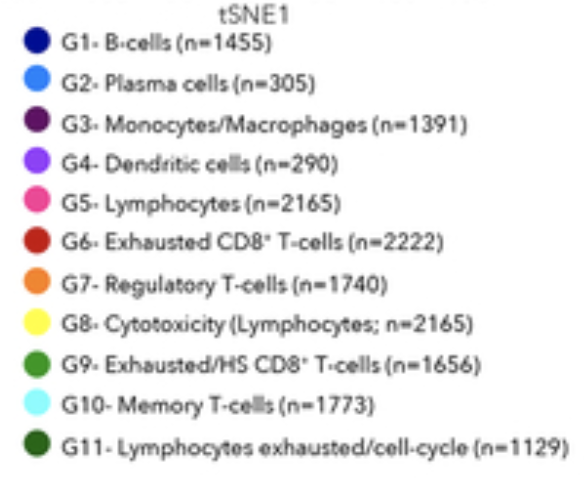 tSNE1
G1- B-cells (n=1455)
G2- Plasma cells (n=305)
G3- Monocytes/Macrophages (n=1391)
G4- Dendritic cells (n=290)
G5- Lymphocytes (n=2165)
G6- Exhausted CD8⁺ T-cells (n=2222)
G7- Regulatory T-cells (n=1740)
G8- Cytotoxicity (Lymphocytes; n=2165)
G9- Exhausted/HS CD8⁺ T-cells (n=1656)
G10- Memory T-cells (n=1773)
G11- Lymphocytes exhausted/cell-cycle (n=1129)